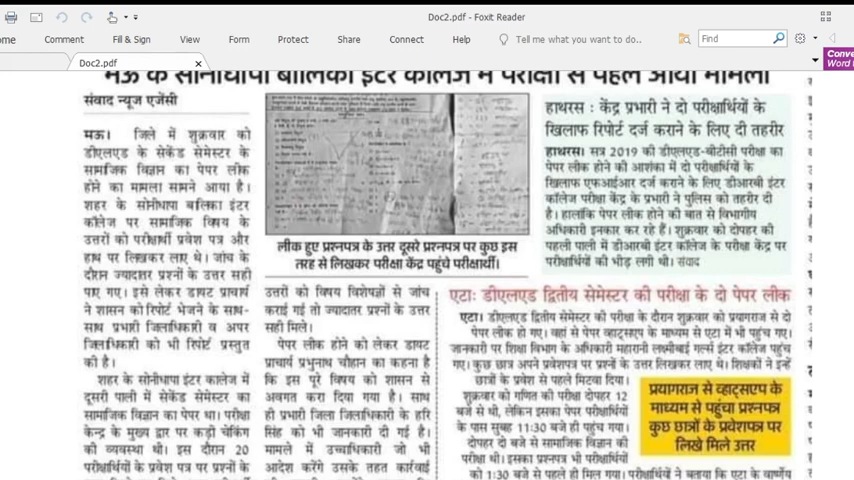 Doc2.pdf - Foxit Reader
ome Comment Fill & Sign View Form Protect Share Connect Help Tell me what you want to do.. Find
Doc2.pdf
Conve
Word
मऊ के सोनीधापा बालिका इंटर कॉलेज में परीक्षा से पहले आया मामला
संवाद न्यूज एजेंसी
मऊ। जिले में शुक्रवार को
डीएलएड के सेकेंड सेमेस्टर के
सामाजिक विज्ञान का पेपर लीक
होने का मामला सामने आया है।
शहर के सोनीधापा बालिका इंटर
कॉलेज पर सामाजिक विषय के
उत्तरों को परीक्षार्थी प्रवेश पत्र और
हाथ पर लिखकर लाए थे। जांच के
दौरान ज्यादातर प्रश्नों के उत्तर सही
पाए गए। इसे लेकर डायट प्राचार्य
ने शासन को रिपोर्ट भेजने के साथ-
साथ प्रभारी जिलाधिकारी व अपर
जिलाधिकारी को भी रिपोर्ट प्रस्तुत
की है।
शहर के सोनीधापा इंटर कालेज में
दूसरी पाली में सेकेंड सेमेस्टर का
सामाजिक विज्ञान का पेपर था। परीक्षा
केन्द्र के मुख्य द्वार पर कड़ी चेकिंग
की व्यवस्था थी। इस दौरान 20
परीक्षार्थियों के प्रवेश पत्र पर प्रश्नों के
लीक हुए प्रश्नपत्र के उत्तर दूसरे प्रश्नपत्र पर कुछ इस
तरह से लिखकर परीक्षा केंद्र पहुंचे परीक्षार्थी।
उत्तरों को विषय विशेषज्ञों से जांच
कराई गई तो ज्यादातर प्रश्नों के उत्तर
सही मिले।
पेपर लीक होने को लेकर डायट
प्राचार्य प्रभुनाथ चौहान का कहना है
कि इस पूरे विषय को शासन से
अवगत करा दिया गया है। साथ
ही प्रभारी जिला जिलाधिकारी के हरि
सिंह को भी जानकारी दी गई है।
मामले में उच्चाधिकारी जो भी
आदेश करेंगे उसके तहत कार्रवाई
हाथरस : केंद्र प्रभारी ने दो परीक्षार्थियों के
खिलाफ रिपोर्ट दर्ज कराने के लिए दी तहरीर
हाथरस। सत्र 2019 की डीएलएड-बीटीसी परीक्षा का
पेपर लीक होने की आशंका में दो परीक्षार्थियों के
खिलाफ एफआईआर दर्ज कराने के लिए डीआरबी इंटर
कॉलेज परीक्षा केंद्र के प्रभारी ने पुलिस को तहरीर दी
है। हालांकि पेपर लीक होने की बात से विभागीय
अधिकारी इनकार कर रहे हैं। शुक्रवार को दोपहर की
पहली पाली में डीआरबी इंटर कॉलेज के परीक्षा केंद्र पर
परीक्षार्थियों की भीड़ लगी थी। संवाद
एटा: डीएलएड द्वितीय सेमेस्टर की परीक्षा के दो पेपर लीक
एटा। डीएलएड द्वितीय सेमेस्टर की परीक्षा के दौरान शुक्रवार को प्रयागराज से दो
पेपर लीक हो गए। वहां से पेपर व्हाट्सएप के माध्यम से एटा में भी पहुंच गए।
जानकारी पर शिक्षा विभाग के अधिकारी महारानी लक्ष्मीबाई गर्ल्स इंटर कॉलेज पहुंच
गए। कुछ छात्र अपने प्रवेशपत्र पर प्रश्नों के उत्तर लिखकर लाए थे। शिक्षकों ने इन्हें
छात्रों के प्रवेश से पहले मिटवा दिया।
शुक्रवार को गणित की परीक्षा दोपहर 12
बजे से थी, लेकिन इसका पेपर परीक्षार्थियों
के पास सुबह 11:30 बजे ही पहुंच गया।
दोपहर दो बजे से सामाजिक विज्ञान की
परीक्षा थी। इसका प्रश्नपत्र भी परीक्षार्थियों
को 1:30 बजे से पहले ही मिल गया। परीक्षार्थियों ने बताया कि एटा के वार्ष्णेय
प्रयागराज से व्हाट्सएप के
माध्यम से पहुंचा प्रश्नपत्र
कुछ छात्रों के प्रवेशपत्र पर
लिखे मिले उत्तर